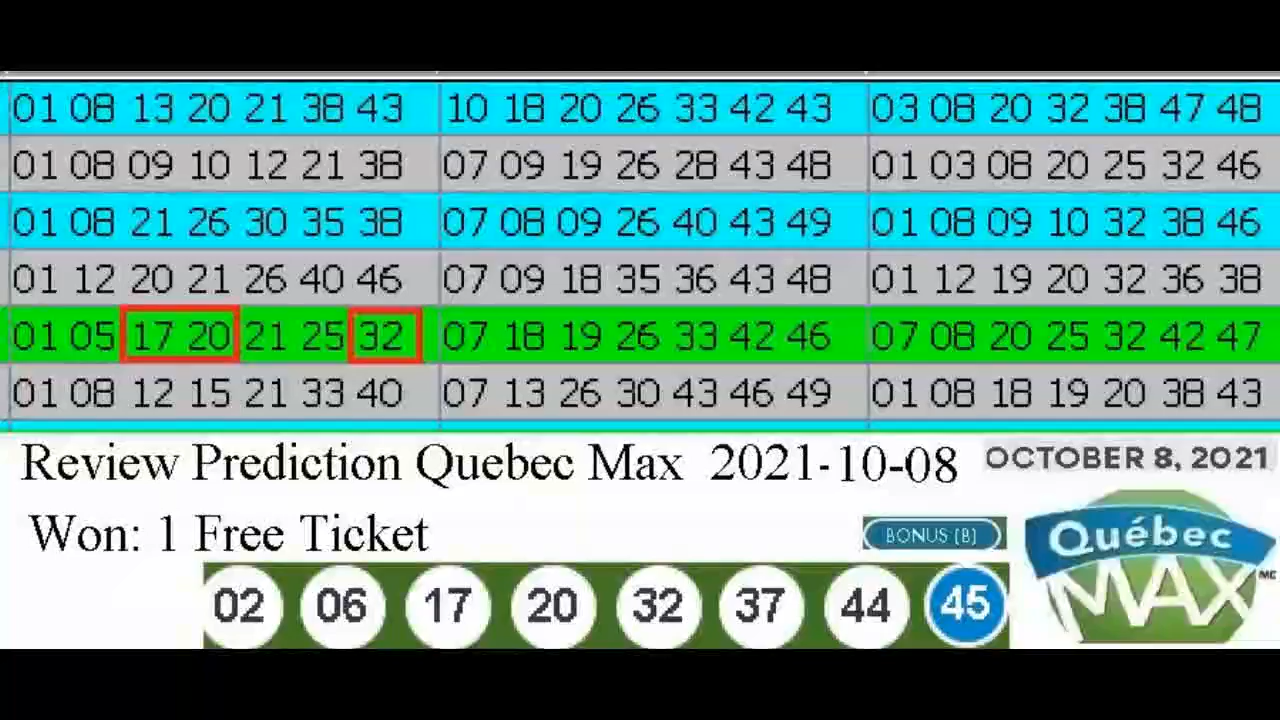 01 08 13 20 21 38 43 10 18 20 26 33 42 43 03 08 20 32 38 47 48
01 08 09 10 12 21 38 07 09 19 26 28 43 48 01 03 08 20 25 32 46
01 08 21 26 30 35 38 07 08 09 26 40 43 49 01 08 09 10 32 38 46
01 12 20 21 26 40 46 07 09 18 35 36 43 48 01 12 19 20 32 36 38
01 05 17 20 21 25 32 07 18 19 26 33 42 46 07 08 20 25 32 42 47
01 08 12 15 21 33 40 07 13 26 30 43 46 49 01 08 18 19 20 38 43
Review Prediction Quebec Max 2021-10-08 OCTOBER 8, 2021
Won: 1 Free Ticket
BONUS (B)
Québec
MAX MC
02 06 17 20 32 37 44 45